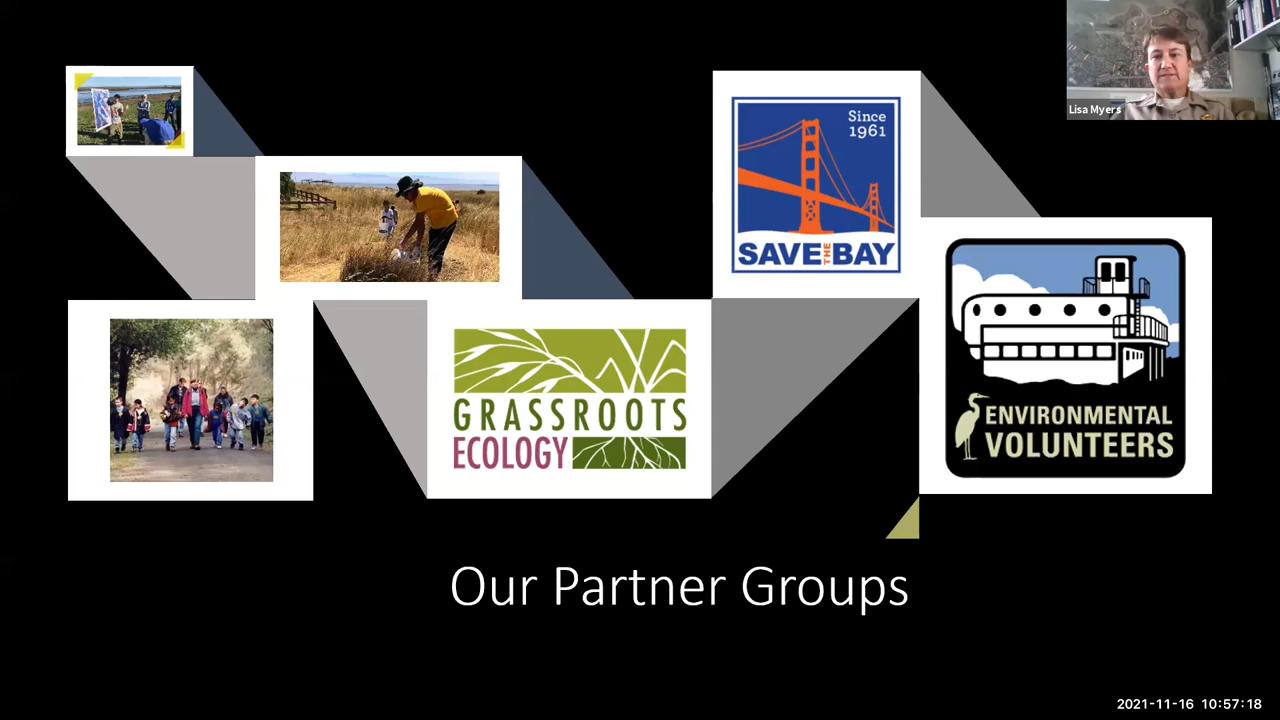 Lisa Myers
Since
1961
SAVE THE BAY
GRASSROOTS
ECOLOGY
ENVIRONMENTAL
VOLUNTEERS
Our Partner Groups
2021-11-16 10:57:18